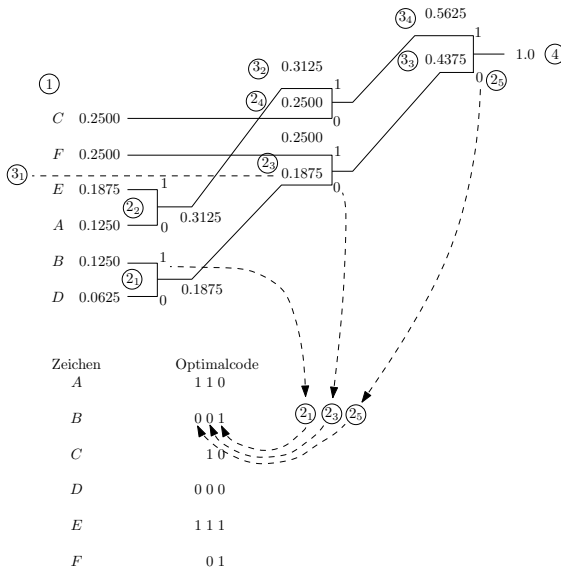 3₄ 0.5625
1
3₃ 0.4375
1.0 4
0 2₅
3₂ 0.3125
1
1
2₄ 0.2500
C 0.2500
0
0.2500
F 0.2500
1
2₃ 0.1875
3₁
0
E 0.1875 1
2₂
0.3125
A 0.1250 0
B 0.1250 1
2₁
0.1875
D 0.0625 0
Zeichen Optimalcode
A 1 1 0
B 0 0 1 2₁ 2₃ 2₅
C 1 0
D 0 0 0
E 1 1 1
F 0 1